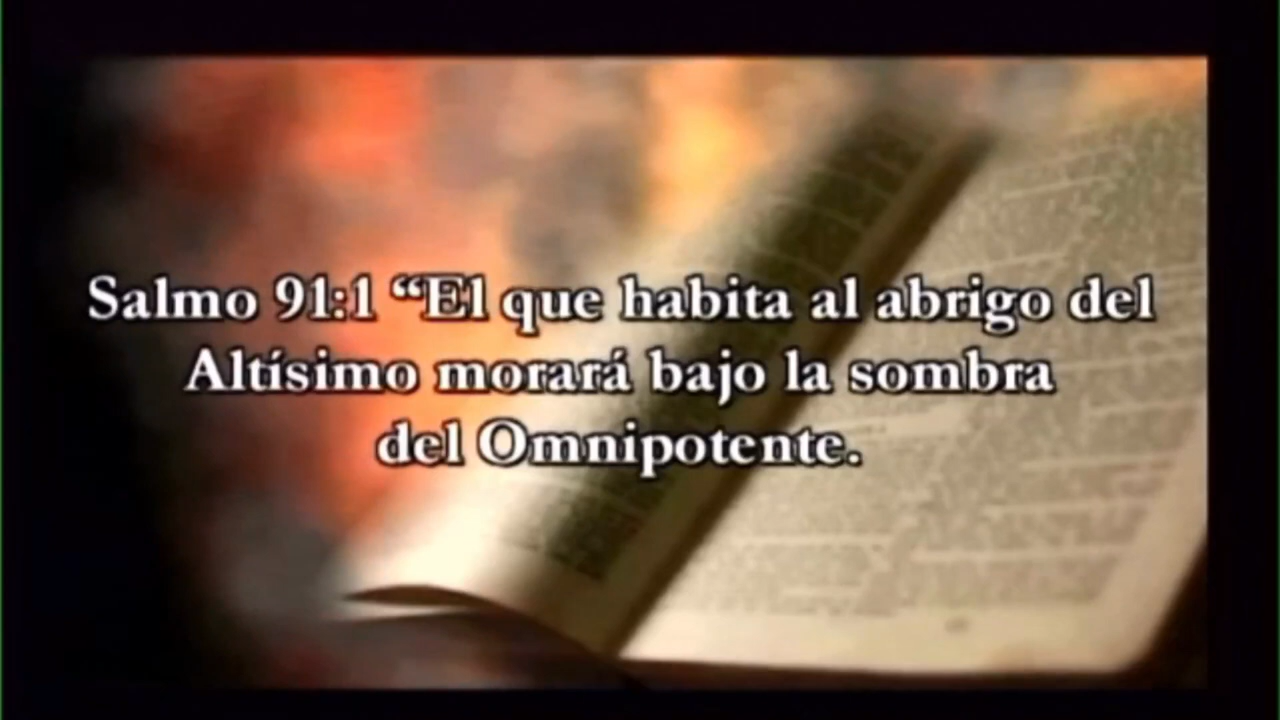 Salmo 91:1 “El que habita al abrigo del
Altísimo morará bajo la sombra
del Omnipotente.